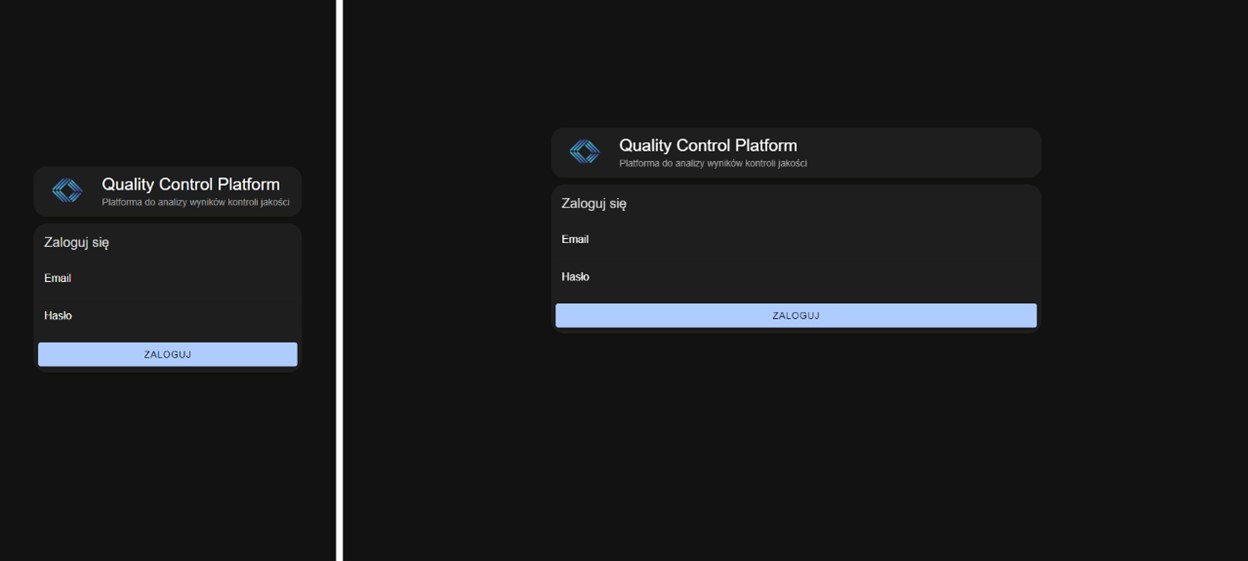 Quality Control Platform
Platforma do analizy wyników kontroli jakości
Zaloguj się
Email
Hasło
ZALOGUJ
Quality Control Platform
Platforma do analizy wyników kontroli jakości
Zaloguj się
Email
Hasło
ZALOGUJ